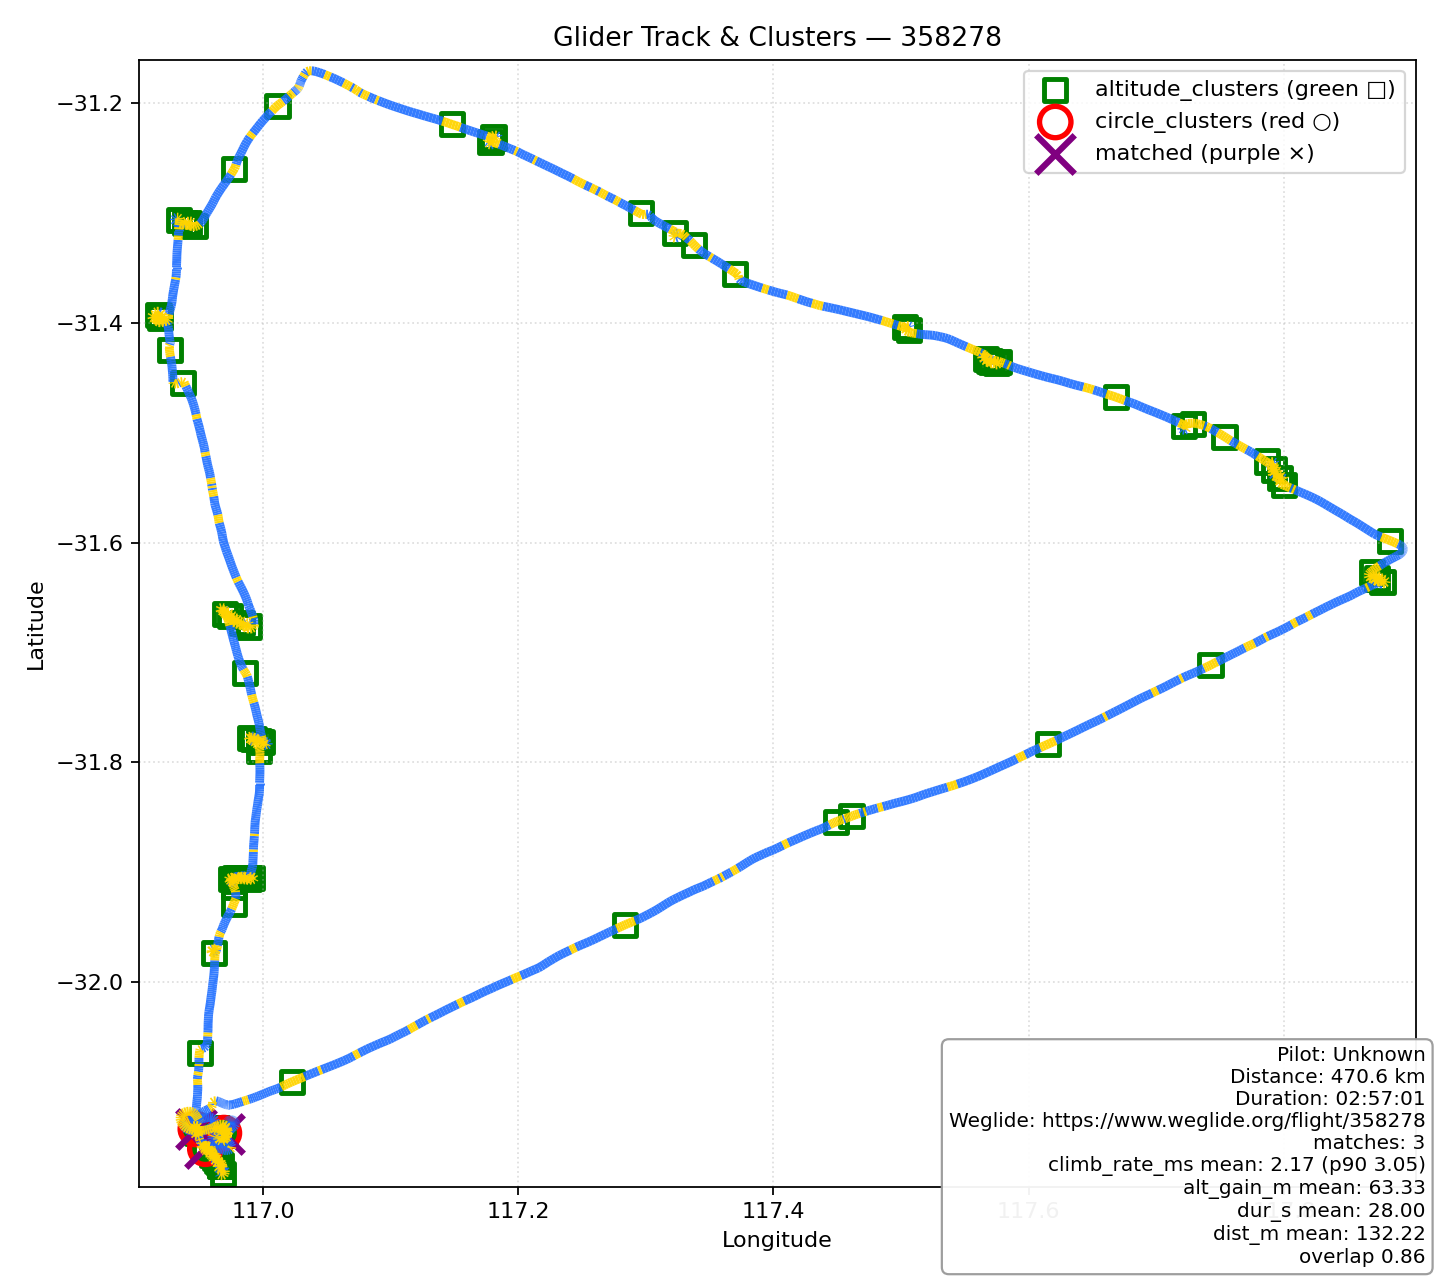 Glider Track & Clusters — 358278
altitude_clusters (green □)
circle_clusters (red ○)
matched (purple ×)
Latitude
−31.2
−31.4
−31.6
−31.8
−32.0
117.0
117.2
117.4
117.6
Longitude
Pilot: Unknown
Distance: 470.6 km
Duration: 02:57:01
Weglide: https://www.weglide.org/flight/358278
matches: 3
climb_rate_ms mean: 2.17 (p90 3.05)
alt_gain_m mean: 63.33
dur_s mean: 28.00
dist_m mean: 132.22
overlap 0.86